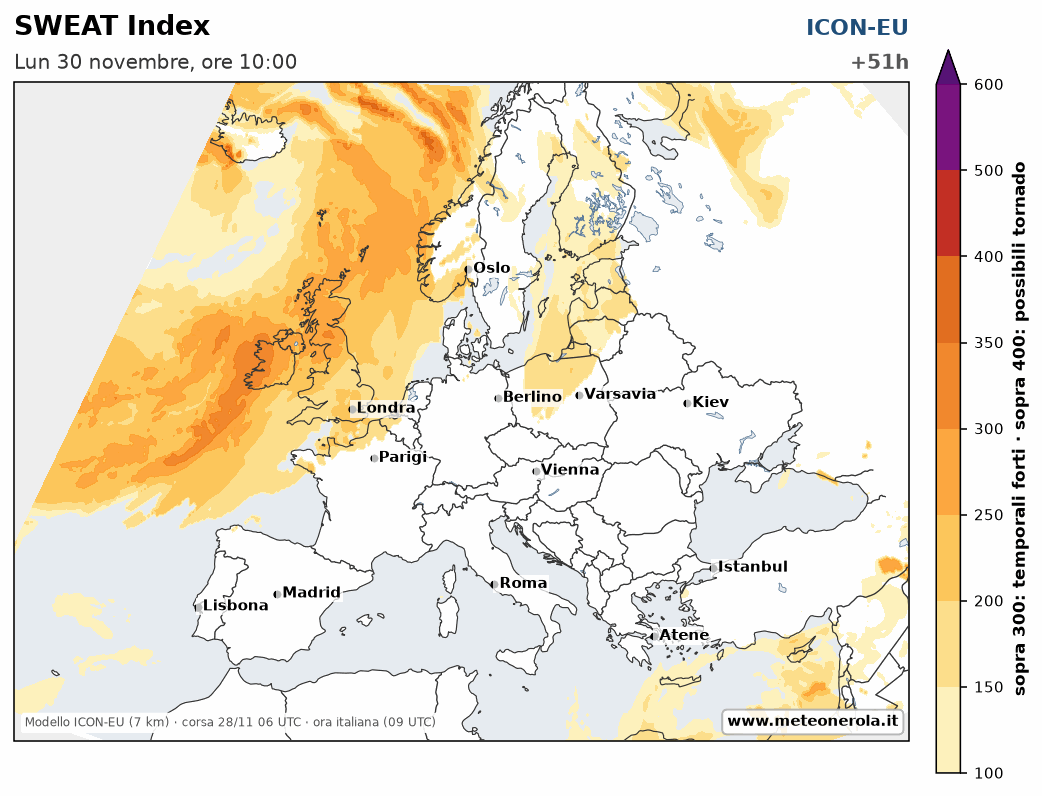 SWEAT Index
ICON-EU
Lun 30 novembre, ore 10:00
+51h
600
500
400
350
300
250
200
150
100
sopra 300: temporali forti · sopra 400: possibili tornado
Oslo
Berlino
Varsavia
Kiev
Londra
Parigi
Vienna
Istanbul
Roma
Madrid
Lisbona
Atene
Modello ICON-EU (7 km) · corsa 28/11 06 UTC · ora italiana (09 UTC)
www.meteonerola.it